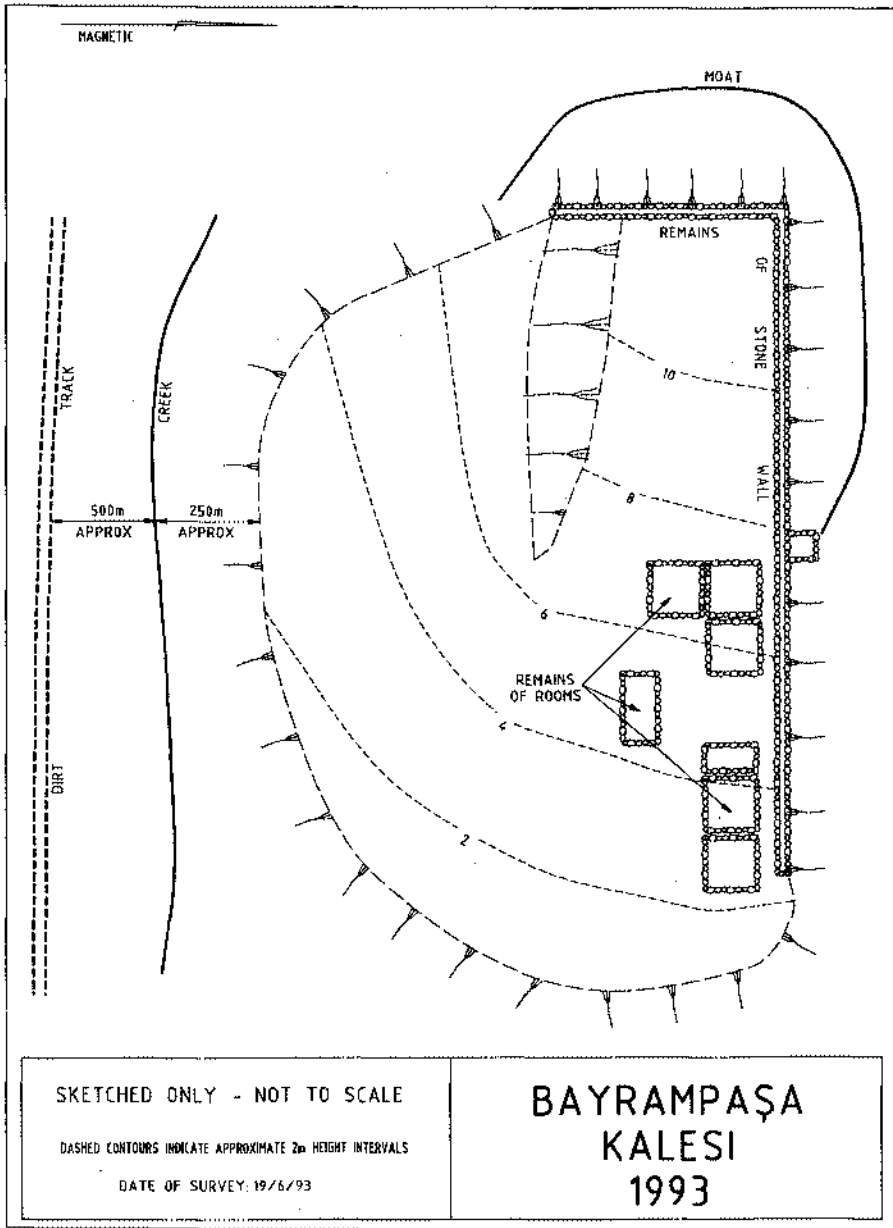 MAGNETIC
MOAT
REMAINS
OF
STONE
WALL
10
8
6
4
2
TRACK
DIRT
CREEK
500m
APPROX
250m
APPROX
REMAINS
OF ROOMS
SKETCHED ONLY - NOT TO SCALE
DASHED CONTOURS INDICATE APPROXIMATE 2m HEIGHT INTERVALS
DATE OF SURVEY: 19/6/93
BAYRAMPAŞA
KALESI
1993